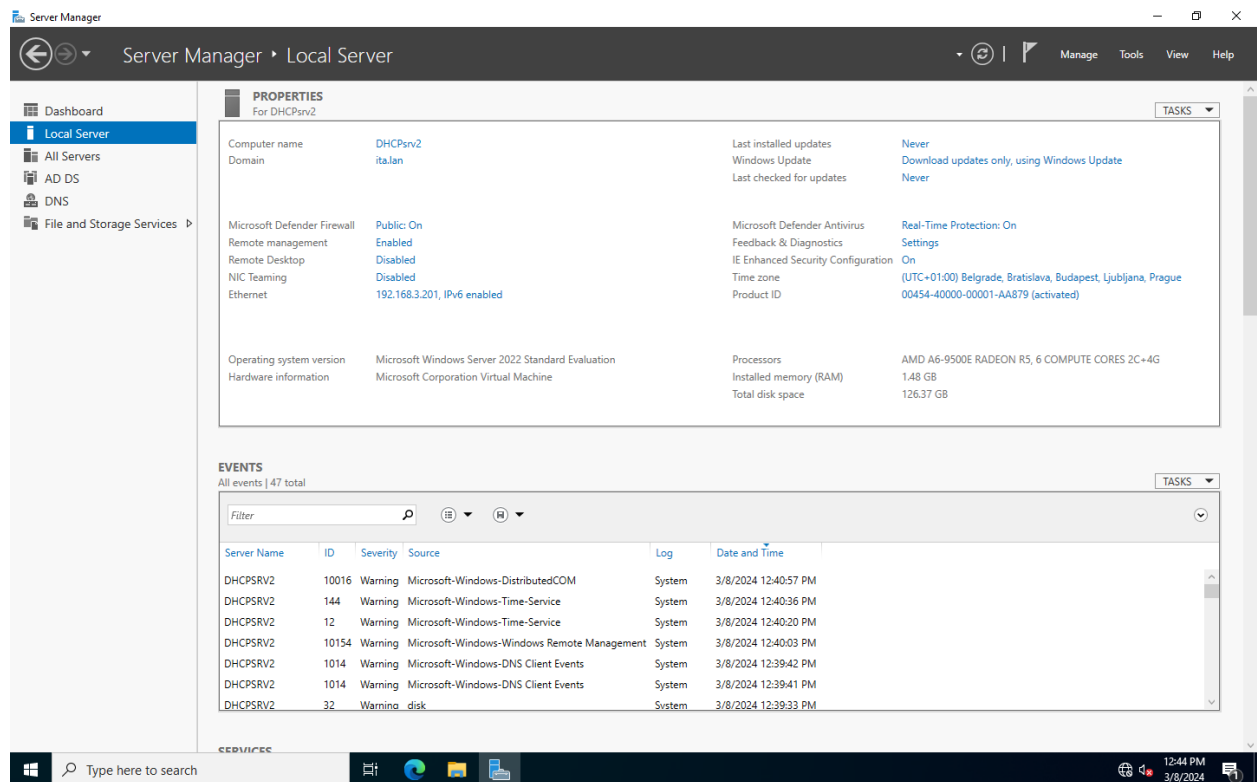 Server Manager
Server Manager ‣ Local Server
Manage Tools View Help
Dashboard
Local Server
All Servers
AD DS
DNS
File and Storage Services
PROPERTIES
For DHCPsrv2
TASKS
Computer name DHCPsrv2
Domain ita.lan
Last installed updates Never
Windows Update Download updates only, using Windows Update
Last checked for updates Never
Microsoft Defender Firewall Public: On
Remote management Enabled
Remote Desktop Disabled
NIC Teaming Disabled
Ethernet 192.168.3.201, IPv6 enabled
Microsoft Defender Antivirus Real-Time Protection: On
Feedback & Diagnostics Settings
IE Enhanced Security Configuration On
Time zone (UTC+01:00) Belgrade, Bratislava, Budapest, Ljubljana, Prague
Product ID 00454-40000-00001-AA879 (activated)
Operating system version Microsoft Windows Server 2022 Standard Evaluation
Hardware information Microsoft Corporation Virtual Machine
Processors AMD A6-9500E RADEON R5, 6 COMPUTE CORES 2C+4G
Installed memory (RAM) 1.48 GB
Total disk space 126.37 GB
EVENTS
All events | 47 total
TASKS
Filter
Server Name ID Severity Source Log Date and Time
DHCPSRV2 10016 Warning Microsoft-Windows-DistributedCOM System 3/8/2024 12:40:57 PM
DHCPSRV2 144 Warning Microsoft-Windows-Time-Service System 3/8/2024 12:40:36 PM
DHCPSRV2 12 Warning Microsoft-Windows-Time-Service System 3/8/2024 12:40:20 PM
DHCPSRV2 10154 Warning Microsoft-Windows-Windows Remote Management System 3/8/2024 12:40:03 PM
DHCPSRV2 1014 Warning Microsoft-Windows-DNS Client Events System 3/8/2024 12:39:42 PM
DHCPSRV2 1014 Warning Microsoft-Windows-DNS Client Events System 3/8/2024 12:39:41 PM
DHCPSRV2 32 Warning disk System 3/8/2024 12:39:33 PM
SERVICES
Type here to search
12:44 PM
3/8/2024
1